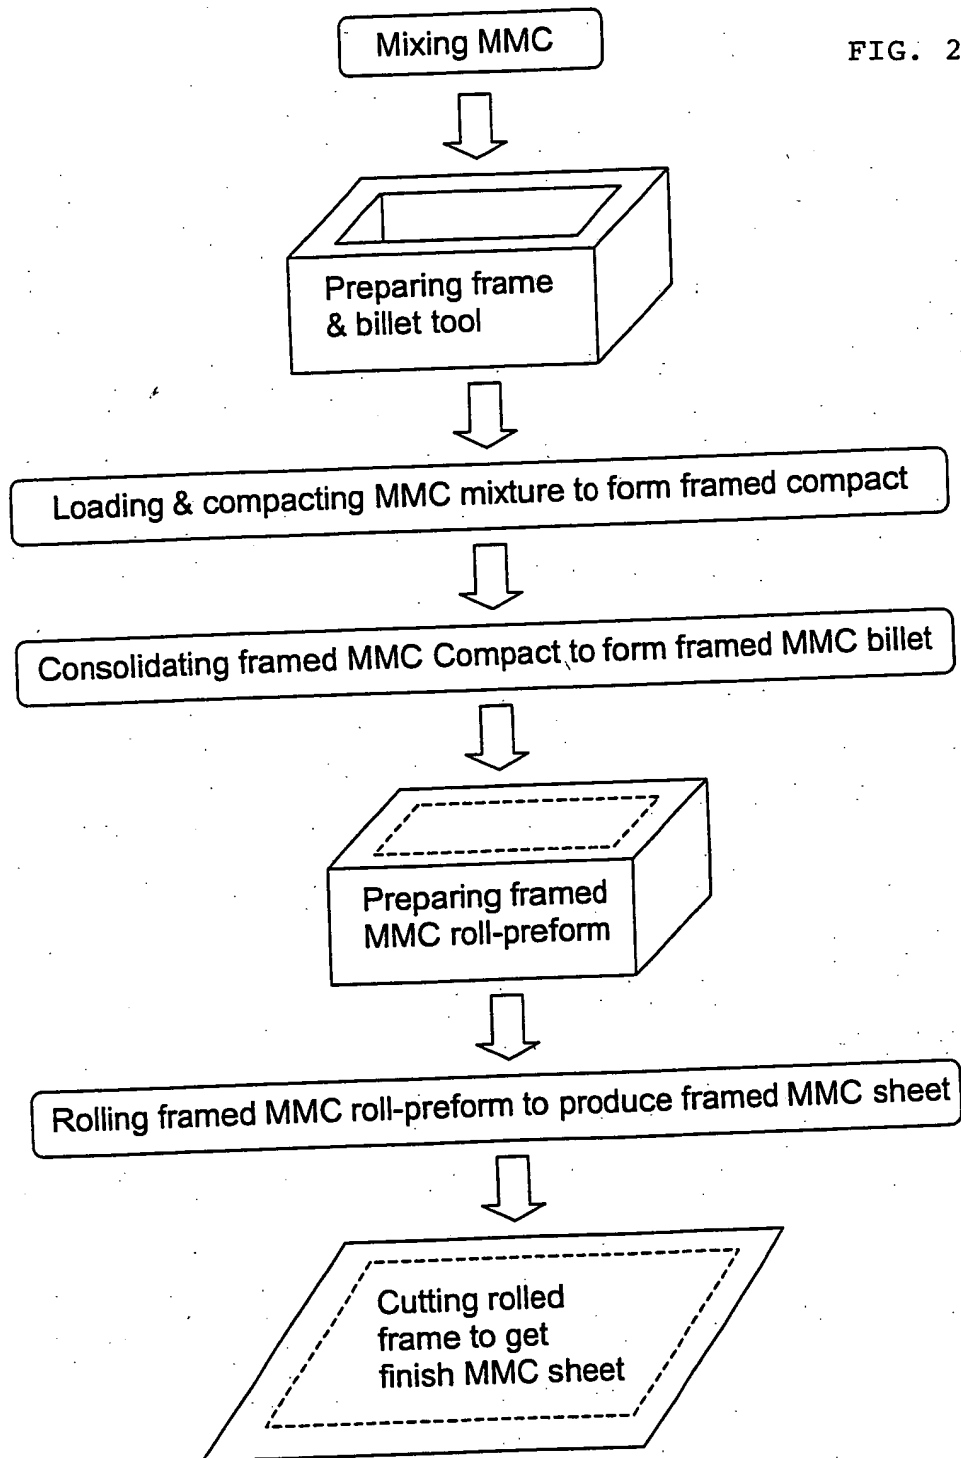 FIG. 2
Mixing MMC
Preparing frame
& billet tool
Loading & compacting MMC mixture to form framed compact
Consolidating framed MMC Compact to form framed MMC billet
Preparing framed
MMC roll-preform
Rolling framed MMC roll-preform to produce framed MMC sheet
Cutting rolled
frame to get
finish MMC sheet